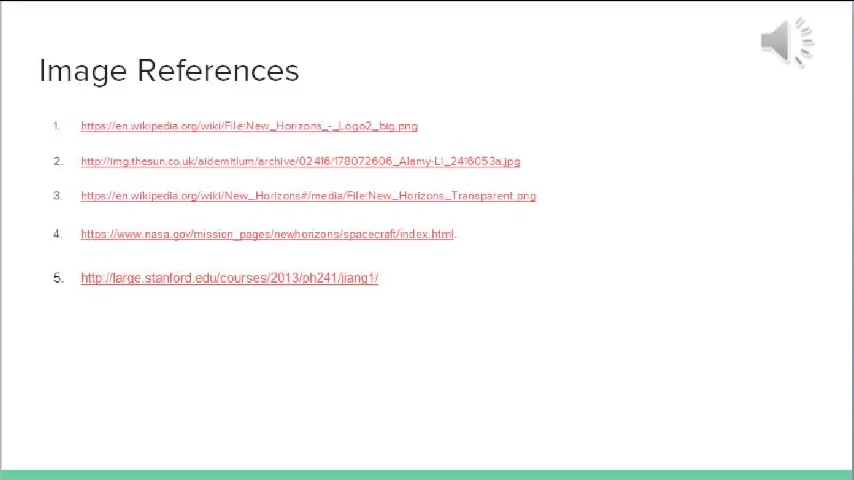 Image References
1. https://en.wikipedia.org/wiki/File:New_Horizons_-_Logo2_big.png
2. http://img.thesun.co.uk/aidemitlum/archive/02416/178072606_Alamy-LI_2416053a.jpg
3. https://en.wikipedia.org/wiki/New_Horizons#/media/File:New_Horizons_Transparent.png
4. https://www.nasa.gov/mission_pages/newhorizons/spacecraft/index.html.
5. http://large.stanford.edu/courses/2013/ph241/jiang1/